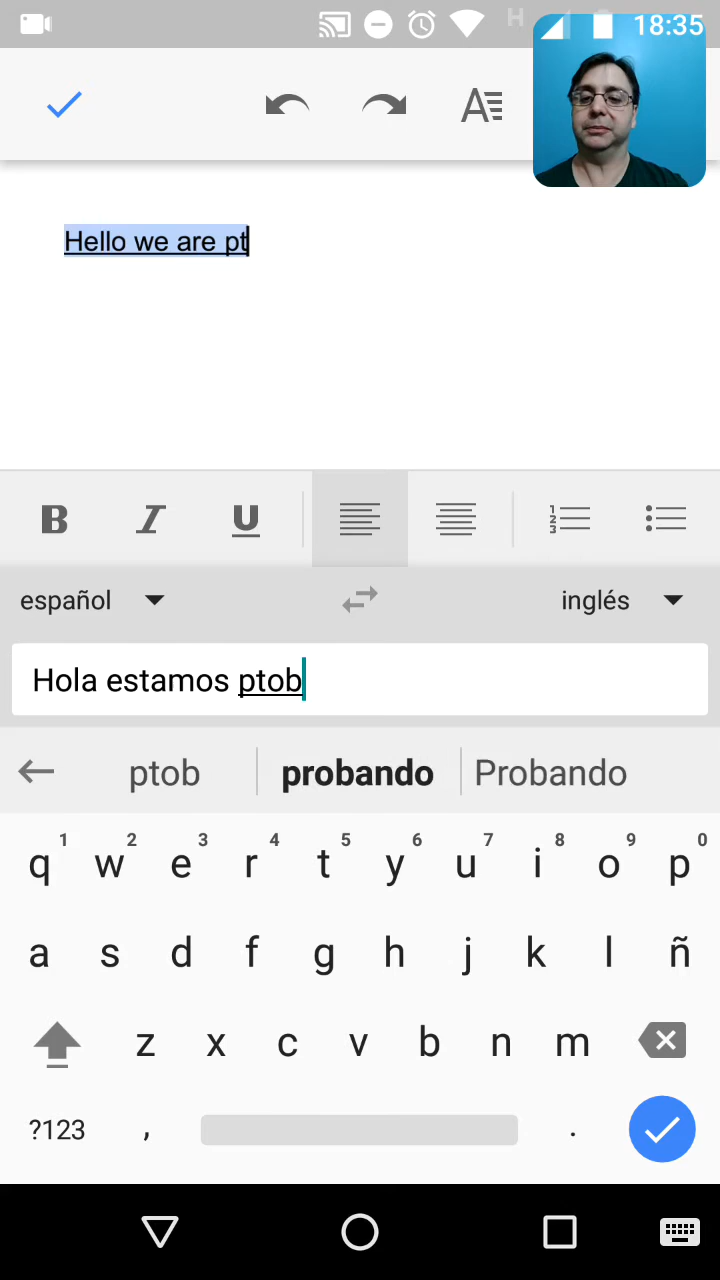 H 18:35
Hello we are pt
B I U
español inglés
Hola estamos ptob
ptob probando Probando
1 2 3 4 5 6 7 8 9 0
q w e r t y u i o p
a s d f g h j k l ñ
z x c v b n m
?123 , .